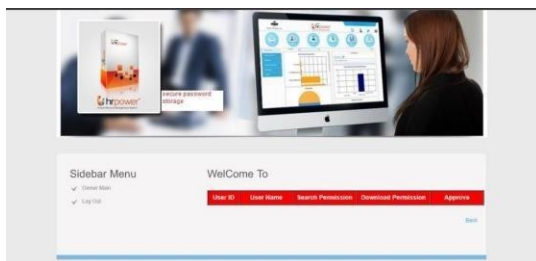 hrpower
secure password
storage
Sidebar Menu
Owner Main
Log Out
WelCome To
User ID User Name Search Permission Download Permission Approve
Back